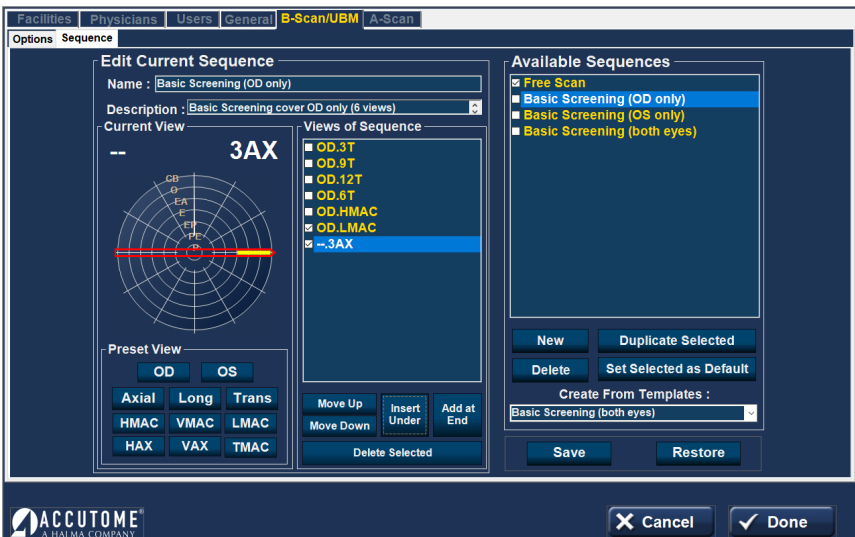 Facilities Physicians Users General B-Scan/UBM A-Scan
Options Sequence
Edit Current Sequence
Name : Basic Screening (OD only)
Description : Basic Screening cover OD only (6 views)
Current View
-- 3AX
CB
O
EA
E
EP
PE
P
Preset View
OD OS
Axial Long Trans
HMAC VMAC LMAC
HAX VAX TMAC
Views of Sequence
OD.3T
OD.9T
OD.12T
OD.6T
OD.HMAC
OD.LMAC
--.3AX
Move Up
Move Down
Insert
Under
Add at
End
Delete Selected
Available Sequences
Free Scan
Basic Screening (OD only)
Basic Screening (OS only)
Basic Screening (both eyes)
New Duplicate Selected
Delete Set Selected as Default
Create From Templates :
Basic Screening (both eyes)
Save Restore
ACCUTOME®
A HALMA COMPANY
Cancel Done